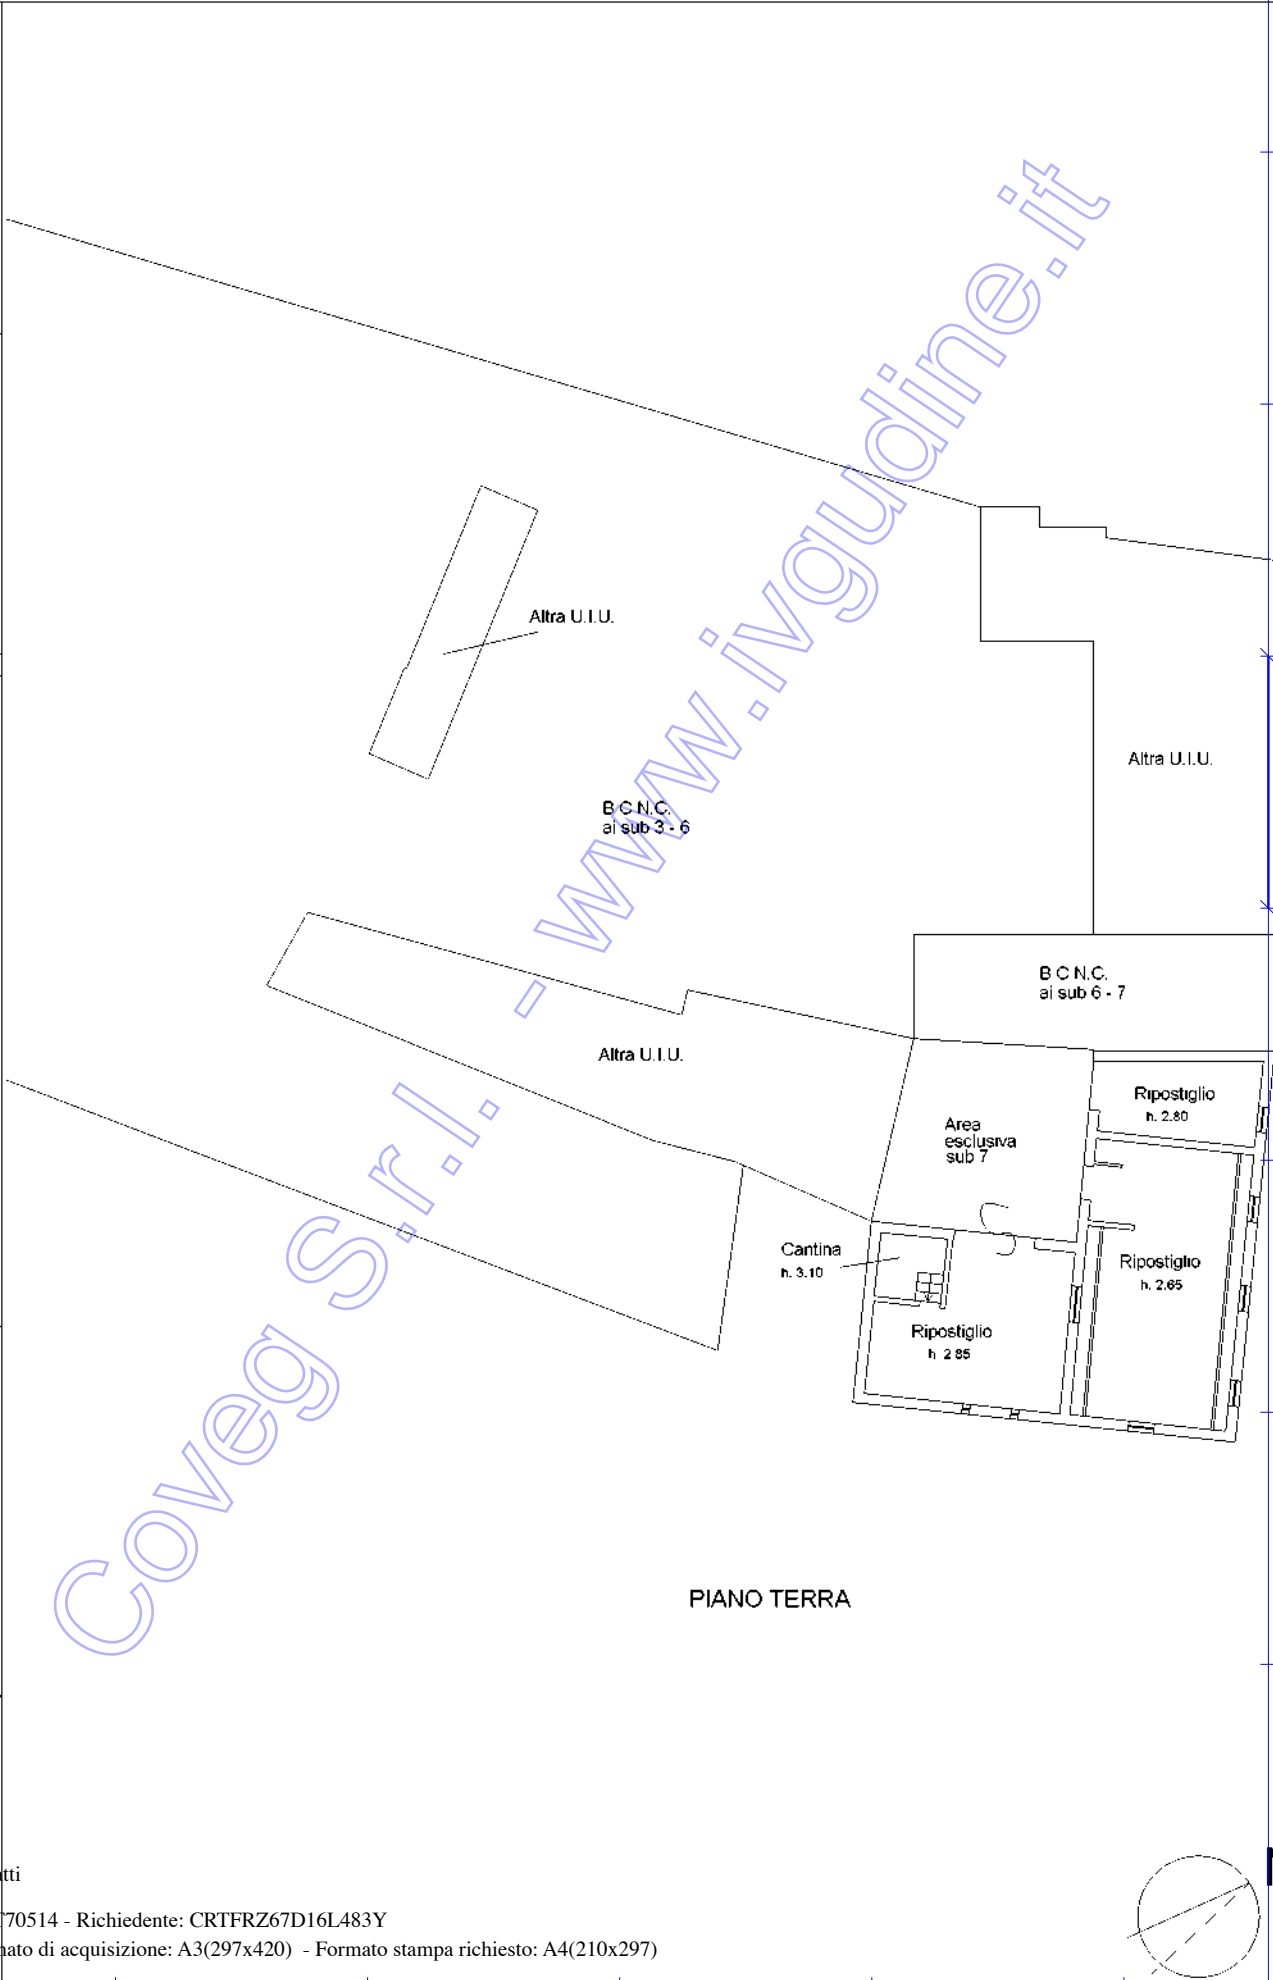 Altra U.I.U.
Altra U.I.U.
B C N.C.
ai sub 3 - 6
B C N.C.
ai sub 6 - 7
Altra U.I.U.
Ripostiglio
h. 2.80
Area
esclusiva
sub 7
Cantina
h. 3.10
Ripostiglio
h. 2.65
Ripostiglio
h 2 85
PIANO TERRA
Coveg S.r.l. - www.ivgudine.it
70514 - Richiedente: CRTFRZ67D16L483Y
di acquisizione: A3(297x420) - Formato stampa richiesto: A4(210x297)